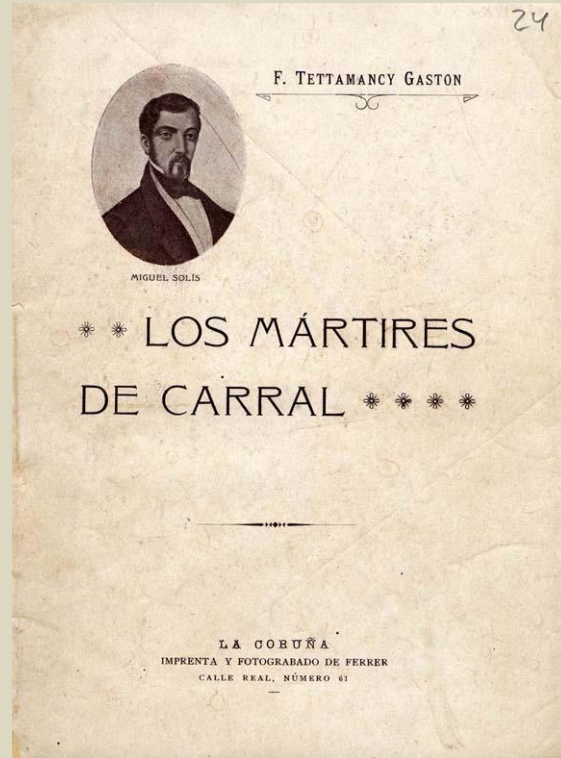 24
F. TETTAMANCY GASTON
MIGUEL SOLÍS
LOS MÁRTIRES
DE CARRAL
LA CORUÑA
IMPRENTA Y FOTOGRABADO DE FERRER
CALLE REAL, NÚMERO 61